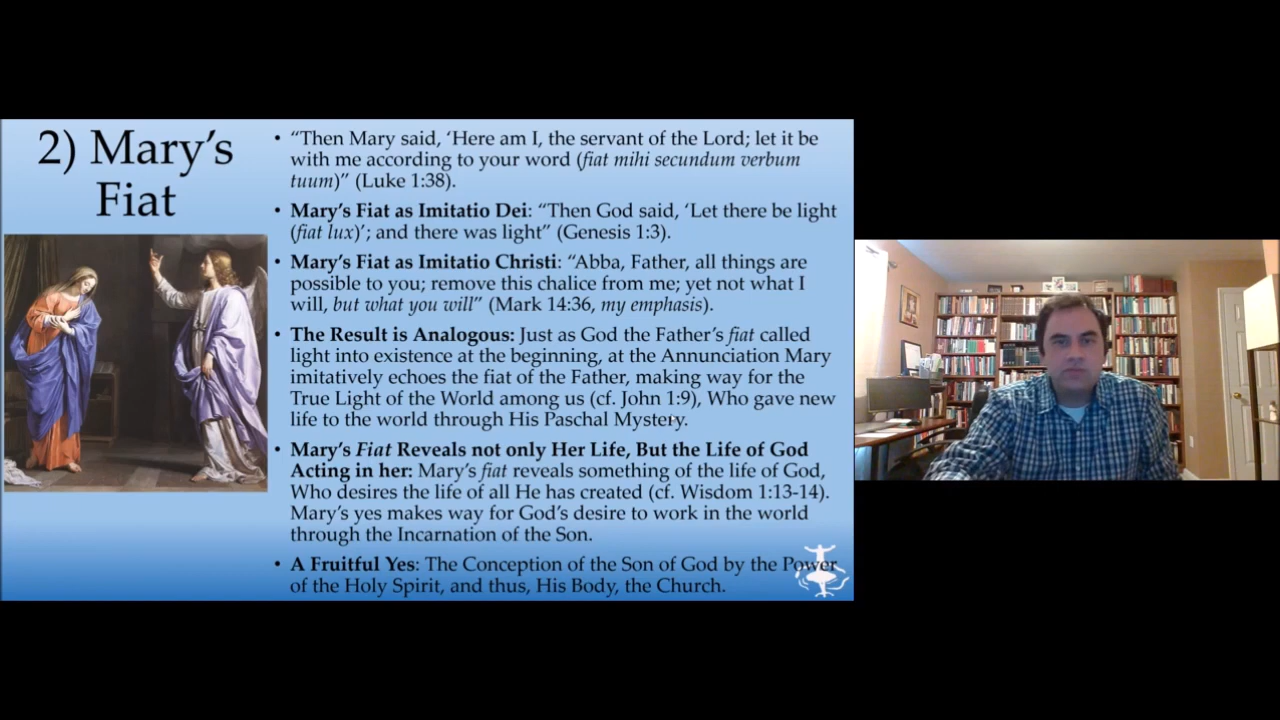 2) Mary’s
Fiat
• “Then Mary said, ‘Here am I, the servant of the Lord; let it be
with me according to your word (fiat mihi secundum verbum
tuum)” (Luke 1:38).
• Mary’s Fiat as Imitatio Dei: “Then God said, ‘Let there be light
(fiat lux)’; and there was light” (Genesis 1:3).
• Mary’s Fiat as Imitatio Christi: “Abba, Father, all things are
possible to you; remove this chalice from me; yet not what I
will, but what you will” (Mark 14:36, my emphasis).
• The Result is Analogous: Just as God the Father’s fiat called
light into existence at the beginning, at the Annunciation Mary
imitatively echoes the fiat of the Father, making way for the
True Light of the World among us (cf. John 1:9), Who gave new
life to the world through His Paschal Mystery.
• Mary’s Fiat Reveals not only Her Life, But the Life of God
Acting in her: Mary’s fiat reveals something of the life of God,
Who desires the life of all He has created (cf. Wisdom 1:13-14).
Mary’s yes makes way for God’s desire to work in the world
through the Incarnation of the Son.
• A Fruitful Yes: The Conception of the Son of God by the Power
of the Holy Spirit, and thus, His Body, the Church.